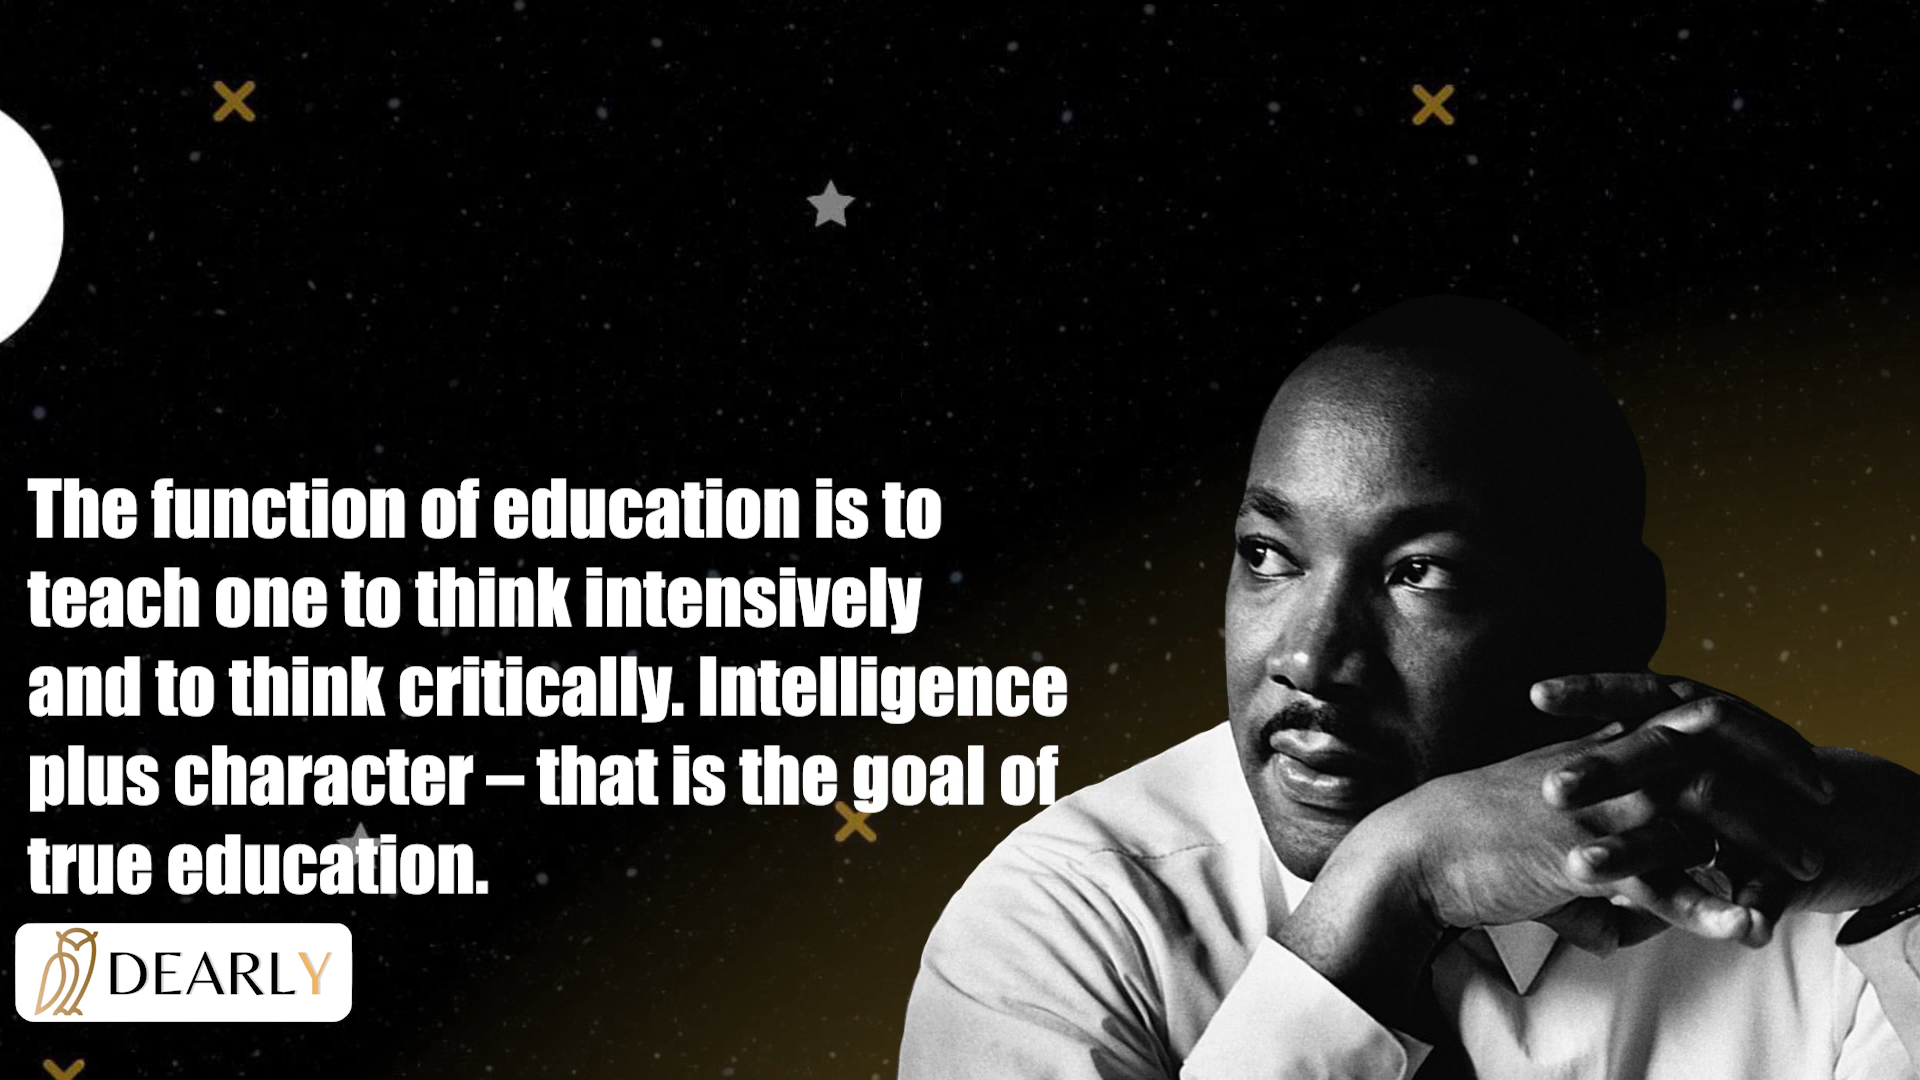 The function of education is to
teach one to think intensively
and to think critically. Intelligence
plus character – that is the goal of
true education.
DEARLY